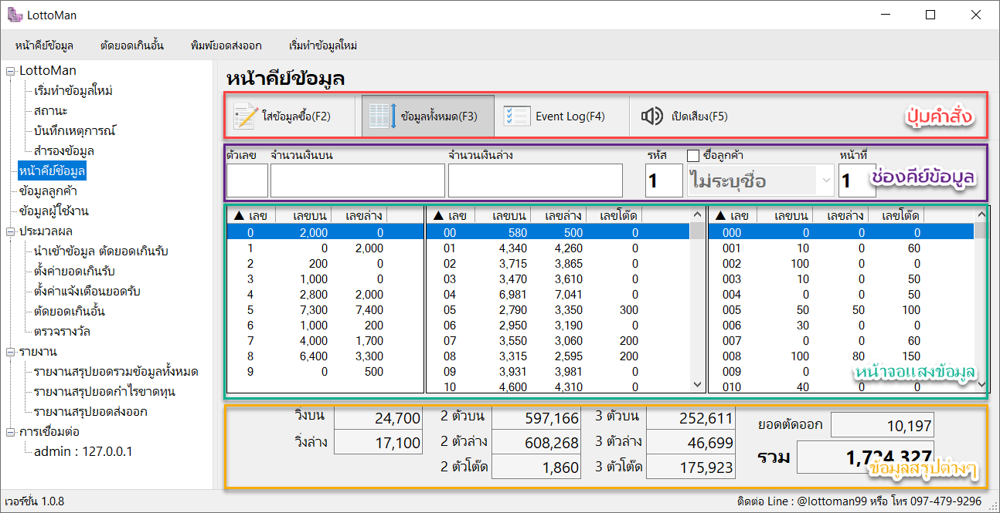 LottoMan
หน้าคีย์ข้อมูล ตัดยอดเกินอั้น พิมพ์ยอดส่งออก เริ่มทำข้อมูลใหม่
LottoMan
เริ่มทำข้อมูลใหม่
สถานะ
บันทึกเหตุการณ์
สำรองข้อมูล
หน้าคีย์ข้อมูล
ข้อมูลลูกค้า
ข้อมูลผู้ใช้งาน
ประมวลผล
นำเข้าข้อมูล ตัดยอดเกินรับ
ตั้งค่ายอดเกินรับ
ตั้งค่าแจ้งเตือนยอดรับ
ตัดยอดเกินอั้น
ตรวจรางวัล
รายงาน
รายงานสรุปยอดรวมข้อมูลทั้งหมด
รายงานสรุปยอดกำไรขาดทุน
รายงานสรุปยอดส่งออก
การเชื่อมต่อ
admin : 127.0.0.1
หน้าคีย์ข้อมูล
ใส่ข้อมูลซื้อ(F2) ข้อมูลทั้งหมด(F3) Event Log(F4) เปิดเสียง(F5) ปุ่มคำสั่ง
ตัวเลข จำนวนเงินบน จำนวนเงินล่าง รหัส ชื่อลูกค้า หน้าที่
1 ไม่ระบุชื่อ 1 ช่องคีย์ข้อมูล
▲ เลข เลขบน เลขล่าง ▲ เลข เลขบน เลขล่าง เลขโต๊ด ▲ เลข เลขบน เลขล่าง เลขโต๊ด
0 2,000 0 00 580 500 0 000 0 0 0
1 0 2,000 01 4,340 4,260 0 001 10 0 60
2 200 0 02 3,715 3,865 0 002 100 0 0
3 1,000 0 03 3,470 3,610 0 003 10 0 50
4 2,800 2,000 04 6,981 7,041 0 004 0 0 50
5 7,300 7,400 05 2,790 3,350 300 005 50 50 100
6 1,000 200 06 2,950 3,190 0 006 30 0 0
7 4,000 1,700 07 3,550 3,060 200 007 0 0 60
8 6,400 3,300 08 3,315 2,595 200 008 100 80 150
9 0 500 09 3,931 3,981 0 009 0 0
10 4,600 4,310 0 010 40 0
หน้าจอแสงข้อมูล
วิ่งบน 24,700 2 ตัวบน 597,166 3 ตัวบน 252,611 ยอดตัดออก 10,197
วิ่งล่าง 17,100 2 ตัวล่าง 608,268 3 ตัวล่าง 46,699 รวม 1,724,327
2 ตัวโต๊ด 1,860 3 ตัวโต๊ด 175,923 ข้อมูลสรุปต่างๆ
เวอร์ชั่น 1.0.8 ติดต่อ Line : @lottoman99 หรือ โทร 097-479-9296